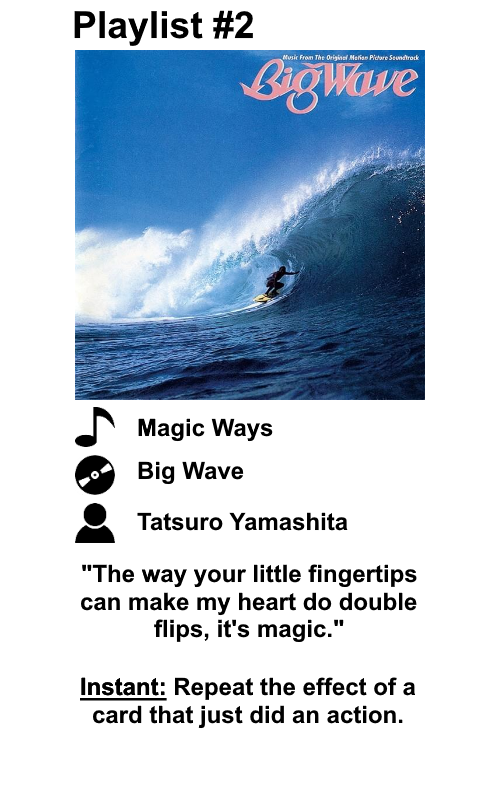 Playlist #2
Music From The Original Motion Picture Soundtrack
Big Wave
Magic Ways
Big Wave
Tatsuro Yamashita
"The way your little fingertips
can make my heart do double
flips, it's magic."
Instant: Repeat the effect of a
card that just did an action.